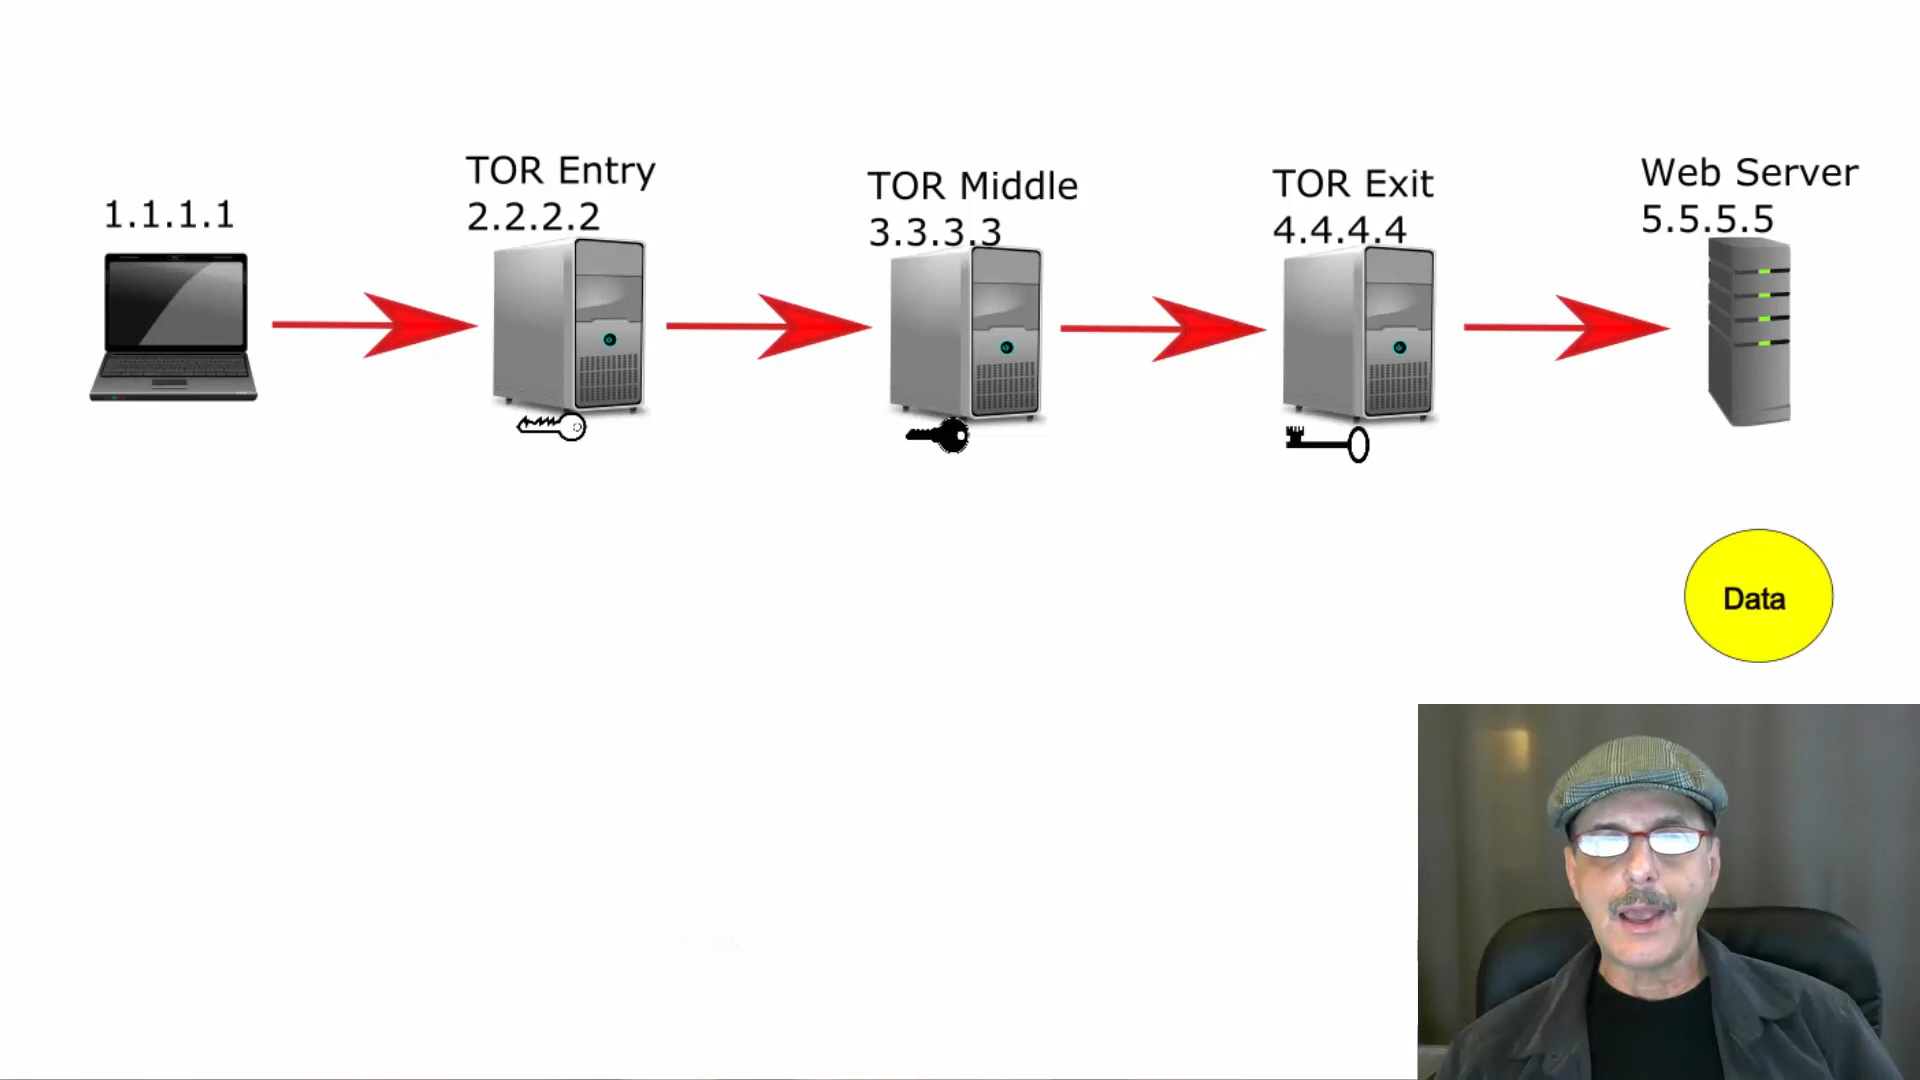 1.1.1.1
TOR Entry
2.2.2.2
TOR Middle
3.3.3.3
TOR Exit
4.4.4.4
Web Server
5.5.5.5
Data